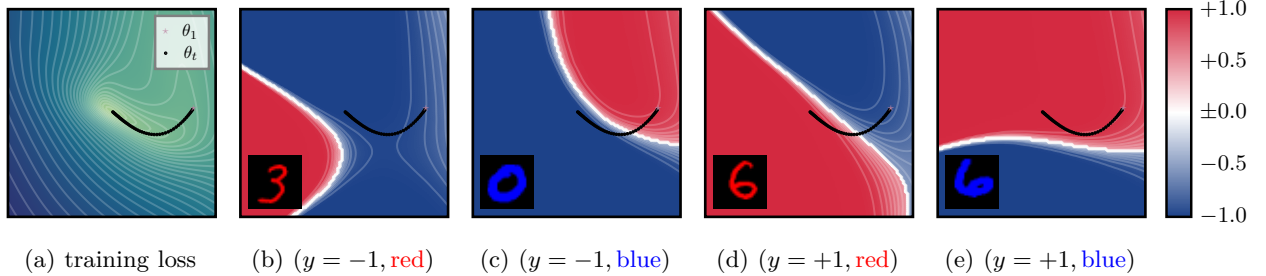 θ₁
θₜ
3
0
6
6
+1.0
+0.5
±0.0
−0.5
−1.0
(a) training loss
(b) (y = −1, red)
(c) (y = −1, blue)
(d) (y = +1, red)
(e) (y = +1, blue)